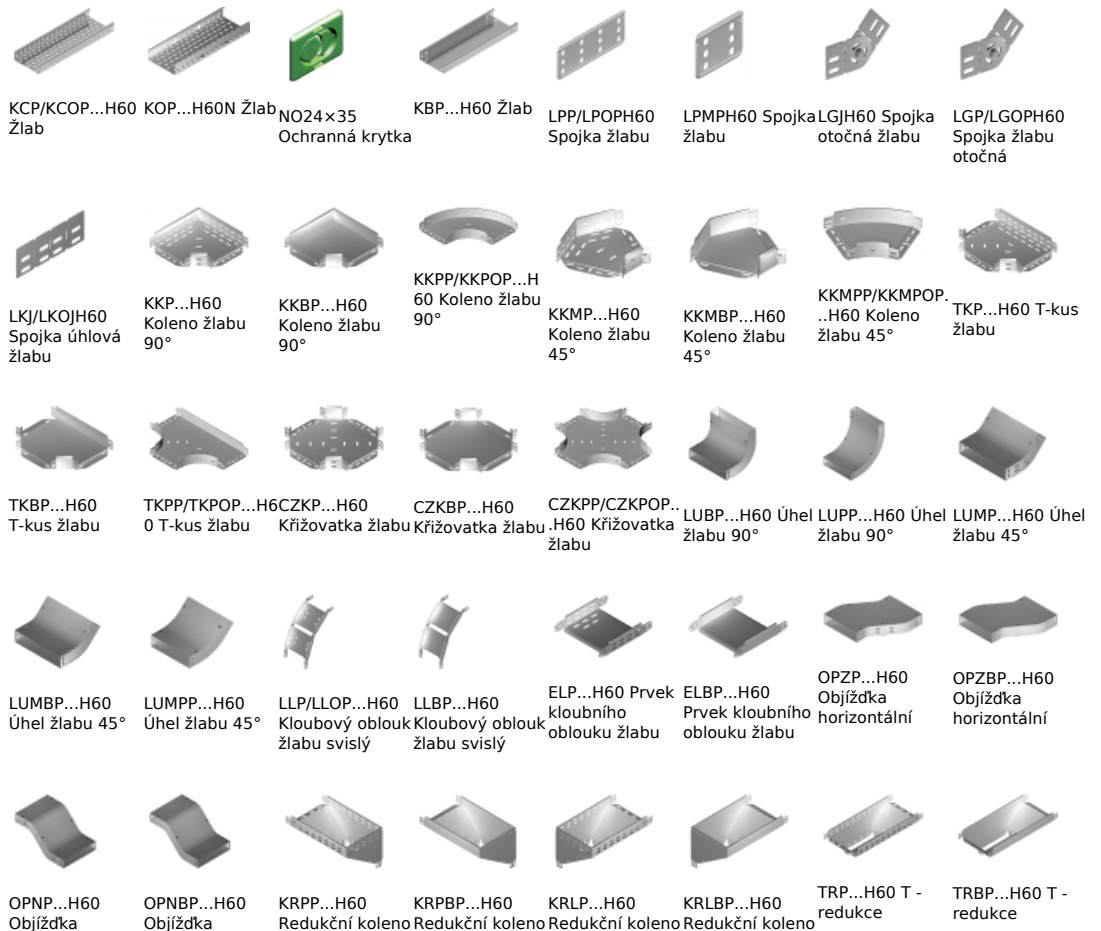 KCP/KCOP...H60
Žlab
KOP...H60N Žlab
NO24×35
Ochranná krytka
KBP...H60 Žlab
LPP/LPOPH60
Spojka žlabu
LPMPH60 Spojka
žlabu
LGJH60 Spojka
otočná žlabu
LGP/LGOPH60
Spojka žlabu
otočná
LKJ/LKOJH60
Spojka úhlová
žlabu
KKP...H60
Koleno žlabu
90°
KKBP...H60
Koleno žlabu
90°
KKPP/KKPOP...H
60 Koleno žlabu
90°
KKMP...H60
Koleno žlabu
45°
KKMBP...H60
Koleno žlabu
45°
KKMPP/KKMPOP.
..H60 Koleno
žlabu 45°
TKP...H60 T-kus
žlabu
TKBP...H60
T-kus žlabu
TKPP/TKPOP...H6
0 T-kus žlabu
CZKP...H60
Křižovatka žlabu
CZKBP...H60
Křižovatka žlabu
CZKPP/CZKPOP..
.H60 Křižovatka
žlabu
LUBP...H60 Úhel
žlabu 90°
LUPP...H60 Úhel
žlabu 90°
LUMP...H60 Úhel
žlabu 45°
LUMBP...H60
Úhel žlabu 45°
LUMPP...H60
Úhel žlabu 45°
LLP/LLOP...H60
Kloubový oblouk
žlabu svislý
LLBP...H60
Kloubový oblouk
žlabu svislý
ELP...H60 Prvek
kloubního
oblouku žlabu
ELBP...H60
Prvek kloubního
oblouku žlabu
OPZP...H60
Objížďka
horizontální
OPZBP...H60
Objížďka
horizontální
OPNP...H60
Objížďka
OPNBP...H60
Objížďka
KRPP...H60
Redukční koleno
KRPBP...H60
Redukční koleno
KRLP...H60
Redukční koleno
KRLBP...H60
Redukční koleno
TRP...H60 T -
redukce
TRBP...H60 T -
redukce